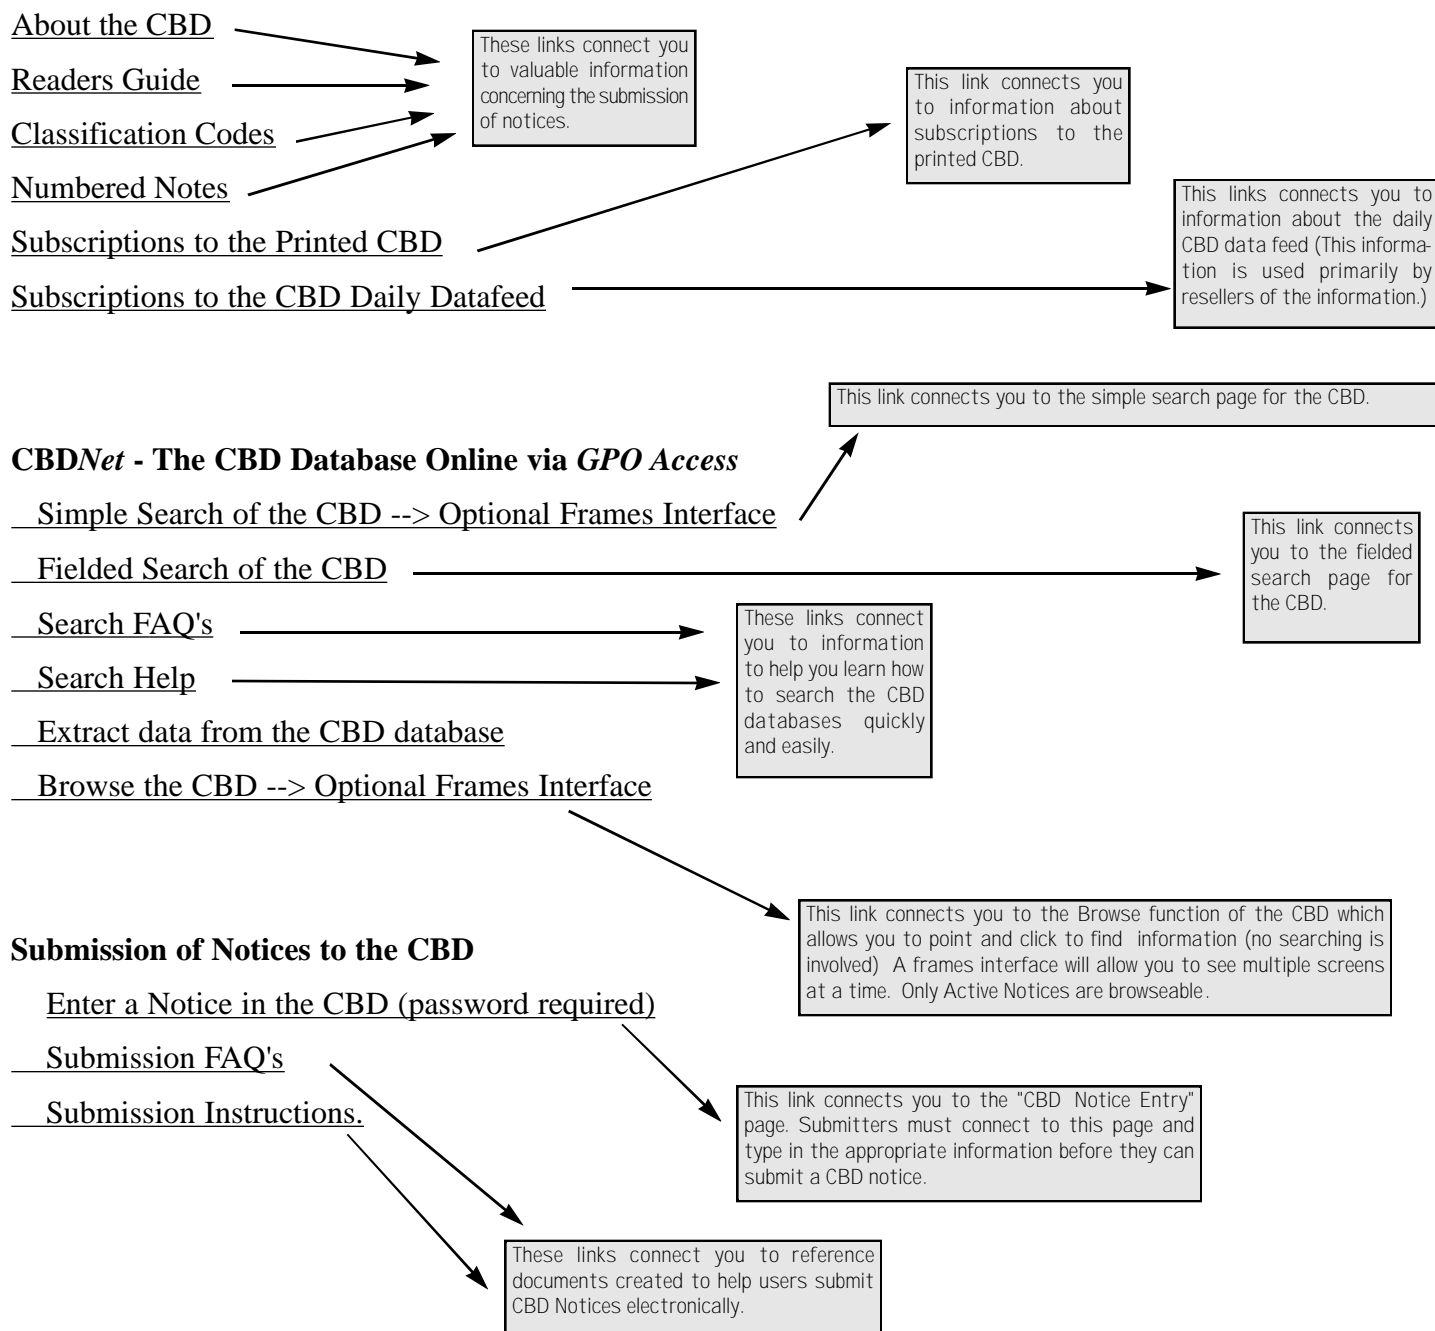 About the CBD
Readers Guide
Classification Codes
Numbered Notes
Subscriptions to the Printed CBD
Subscriptions to the CBD Daily Datafeed
These links connect you
to valuable information
concerning the submission
of notices.
This link connects you
to information about
subscriptions to the
printed CBD.
This links connects you to
information about the daily
CBD data feed (This informa-
tion is used primarily by
resellers of the information.)
This link connects you to the simple search page for the CBD.
CBDNet - The CBD Database Online via GPO Access
Simple Search of the CBD --> Optional Frames Interface
Fielded Search of the CBD
Search FAQ's
Search Help
Extract data from the CBD database
Browse the CBD --> Optional Frames Interface
This link connects
you to the fielded
search page for
the CBD.
These links connect
you to information
to help you learn how
to search the CBD
databases quickly
and easily.
This link connects you to the Browse function of the CBD which
allows you to point and click to find information (no searching is
involved) A frames interface will allow you to see multiple screens
at a time. Only Active Notices are browseable.
Submission of Notices to the CBD
Enter a Notice in the CBD (password required)
Submission FAQ's
Submission Instructions.
This link connects you to the "CBD Notice Entry"
page. Submitters must connect to this page and
type in the appropriate information before they can
submit a CBD notice.
These links connect you to reference
documents created to help users submit
CBD Notices electronically.